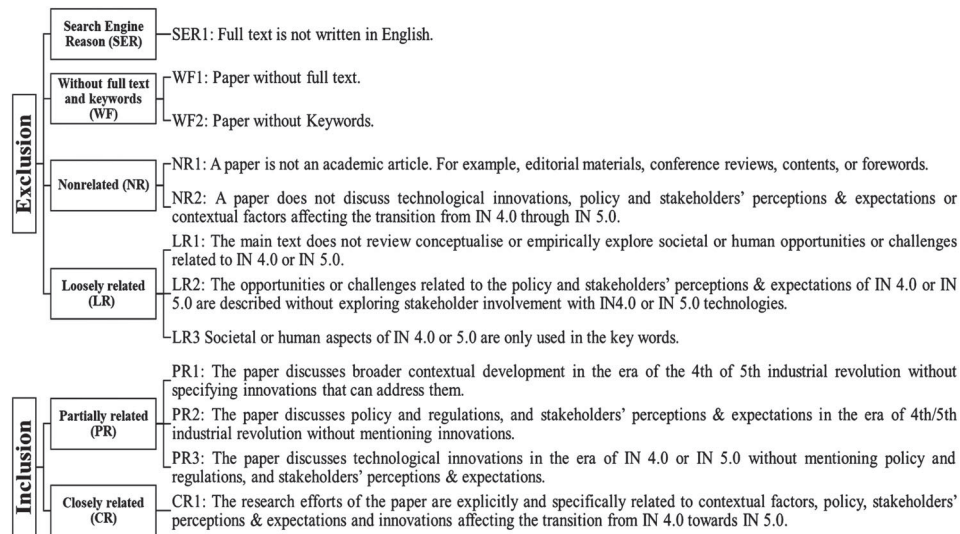 Exclusion
Search Engine
Reason (SER)
SER1: Full text is not written in English.
Without full text
and keywords
(WF)
WF1: Paper without full text.
WF2: Paper without Keywords.
Nonrelated (NR)
NR1: A paper is not an academic article. For example, editorial materials, conference reviews, contents, or forewords.
NR2: A paper does not discuss technological innovations, policy and stakeholders' perceptions & expectations or
contextual factors affecting the transition from IN 4.0 through IN 5.0.
Loosely related
(LR)
LR1: The main text does not review conceptualise or empirically explore societal or human opportunities or challenges
related to IN 4.0 or IN 5.0.
LR2: The opportunities or challenges related to the policy and stakeholders' perceptions & expectations of IN 4.0 or IN
5.0 are described without exploring stakeholder involvement with IN4.0 or IN 5.0 technologies.
LR3 Societal or human aspects of IN 4.0 or 5.0 are only used in the key words.
Inclusion
Partially related
(PR)
PR1: The paper discusses broader contextual development in the era of the 4th of 5th industrial revolution without
specifying innovations that can address them.
PR2: The paper discusses policy and regulations, and stakeholders' perceptions & expectations in the era of 4th/5th
industrial revolution without mentioning innovations.
PR3: The paper discusses technological innovations in the era of IN 4.0 or IN 5.0 without mentioning policy and
regulations, and stakeholders' perceptions & expectations.
Closely related
(CR)
CR1: The research efforts of the paper are explicitly and specifically related to contextual factors, policy, stakeholders'
perceptions & expectations and innovations affecting the transition from IN 4.0 towards IN 5.0.